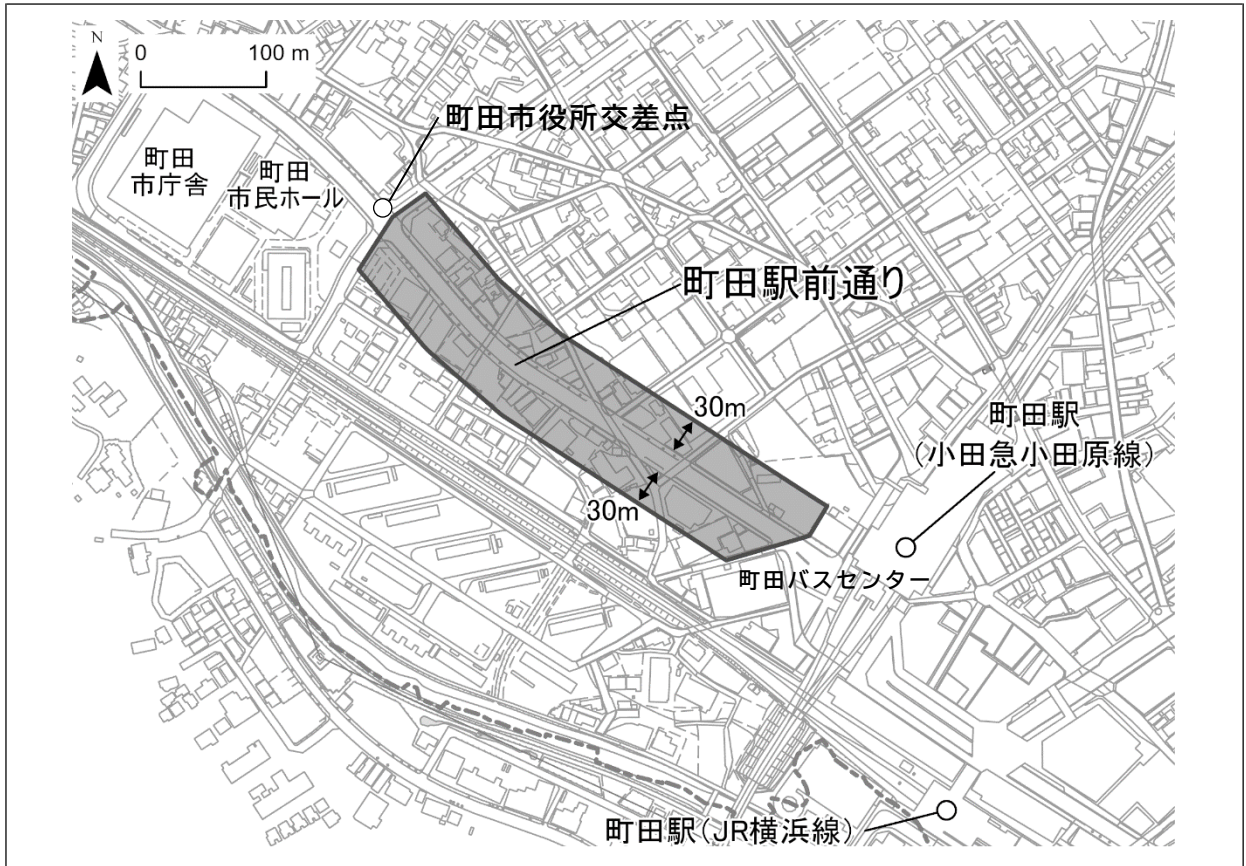 N
0 100 m
町田市役所交差点
町田
市庁舎
町田
市民ホール
町田駅前通り
30m
30m
町田駅
(小田急小田原線)
町田バスセンター
町田駅(JR横浜線)